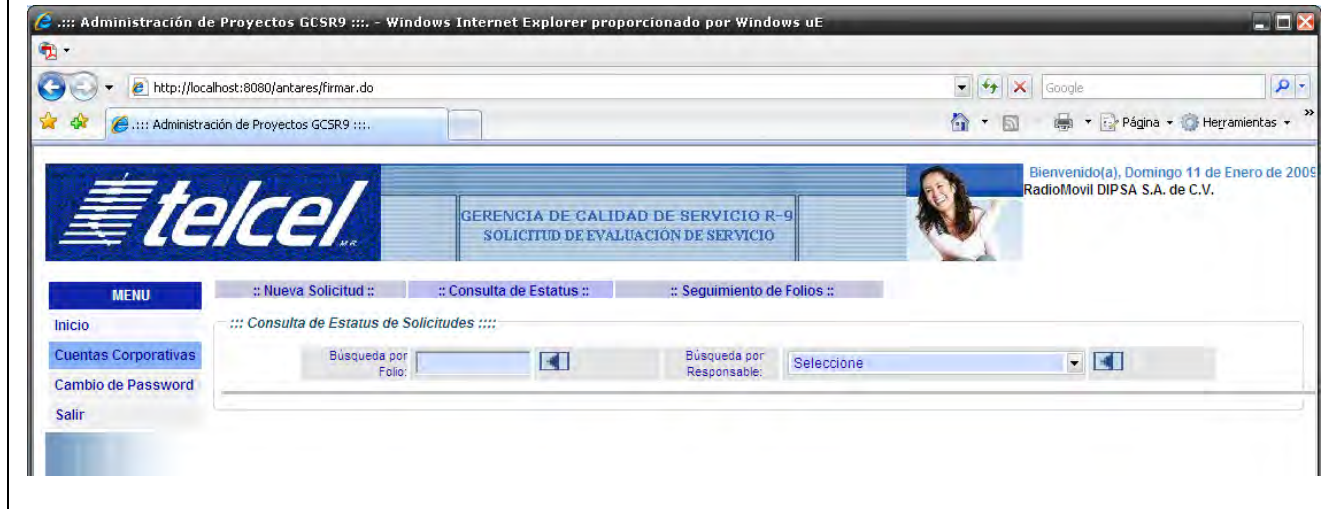 .::: Administración de Proyectos GCSR9 :::. - Windows Internet Explorer proporcionado por Windows uE
http://localhost:8080/antares/firmar.do
Google
.::: Administración de Proyectos GCSR9 :::.
Página
Herramientas
»
telcel
M.R.
GERENCIA DE CALIDAD DE SERVICIO R-9
SOLICITUD DE EVALUACIÓN DE SERVICIO
Bienvenido(a), Domingo 11 de Enero de 2009
RadioMovil DIPSA S.A. de C.V.
MENU
:: Nueva Solicitud ::
:: Consulta de Estatus ::
:: Seguimiento de Folios ::
Inicio
Cuentas Corporativas
Cambio de Password
Salir
::: Consulta de Estatus de Solicitudes ::::
Búsqueda por
Folio:
Búsqueda por
Responsable:
Seleccione